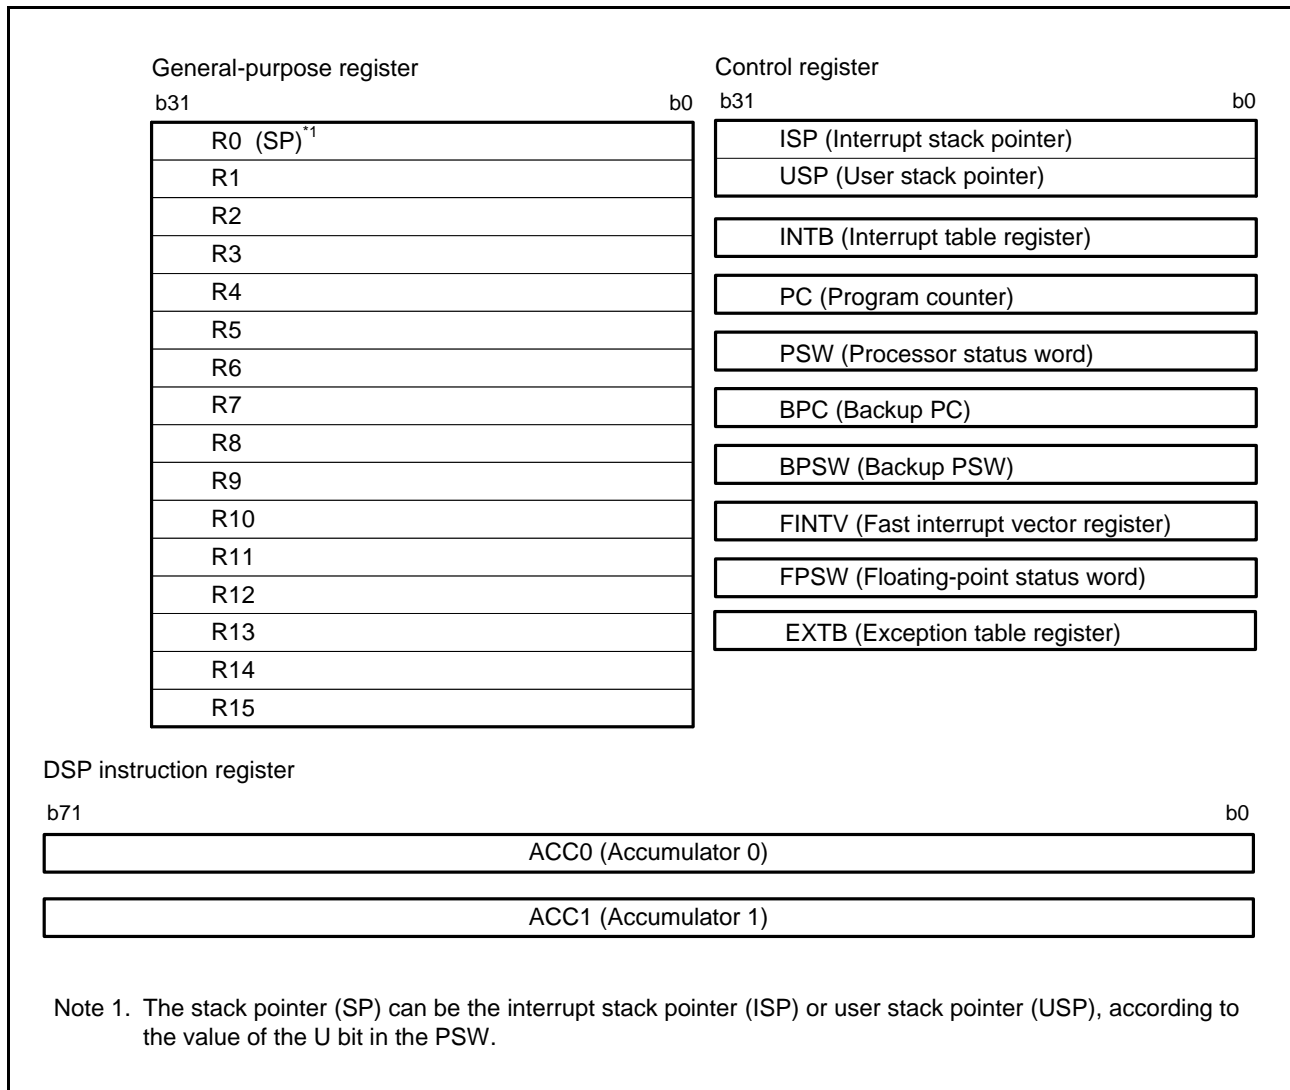 General-purpose register
b31 b0
R0 (SP)*1
R1
R2
R3
R4
R5
R6
R7
R8
R9
R10
R11
R12
R13
R14
R15
Control register
b31 b0
ISP (Interrupt stack pointer)
USP (User stack pointer)
INTB (Interrupt table register)
PC (Program counter)
PSW (Processor status word)
BPC (Backup PC)
BPSW (Backup PSW)
FINTV (Fast interrupt vector register)
FPSW (Floating-point status word)
EXTB (Exception table register)
DSP instruction register
b71 b0
ACC0 (Accumulator 0)
ACC1 (Accumulator 1)
Note 1. The stack pointer (SP) can be the interrupt stack pointer (ISP) or user stack pointer (USP), according to
the value of the U bit in the PSW.